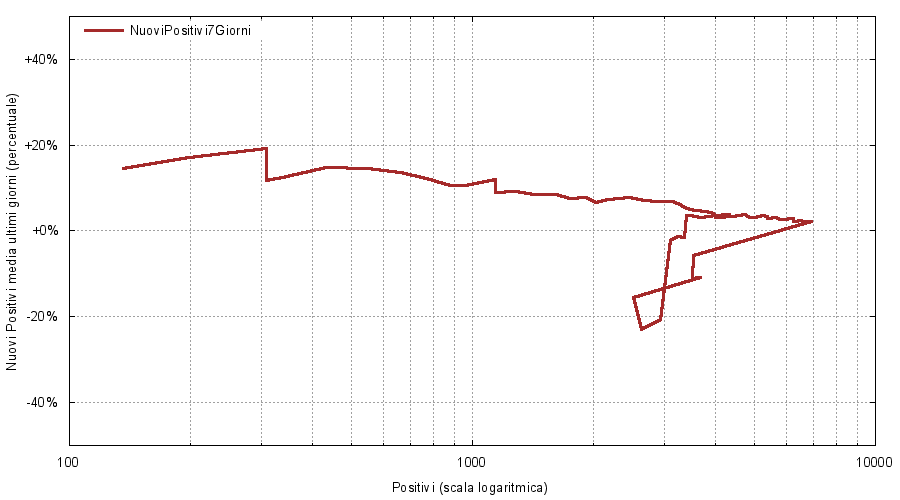 NuoviPositivi7Giorni
+40%
+20%
+0%
-20%
-40%
Nuovi Positivi media ultimi giorni (percentuale)
100
1000
10000
Positivi (scala logaritmica)